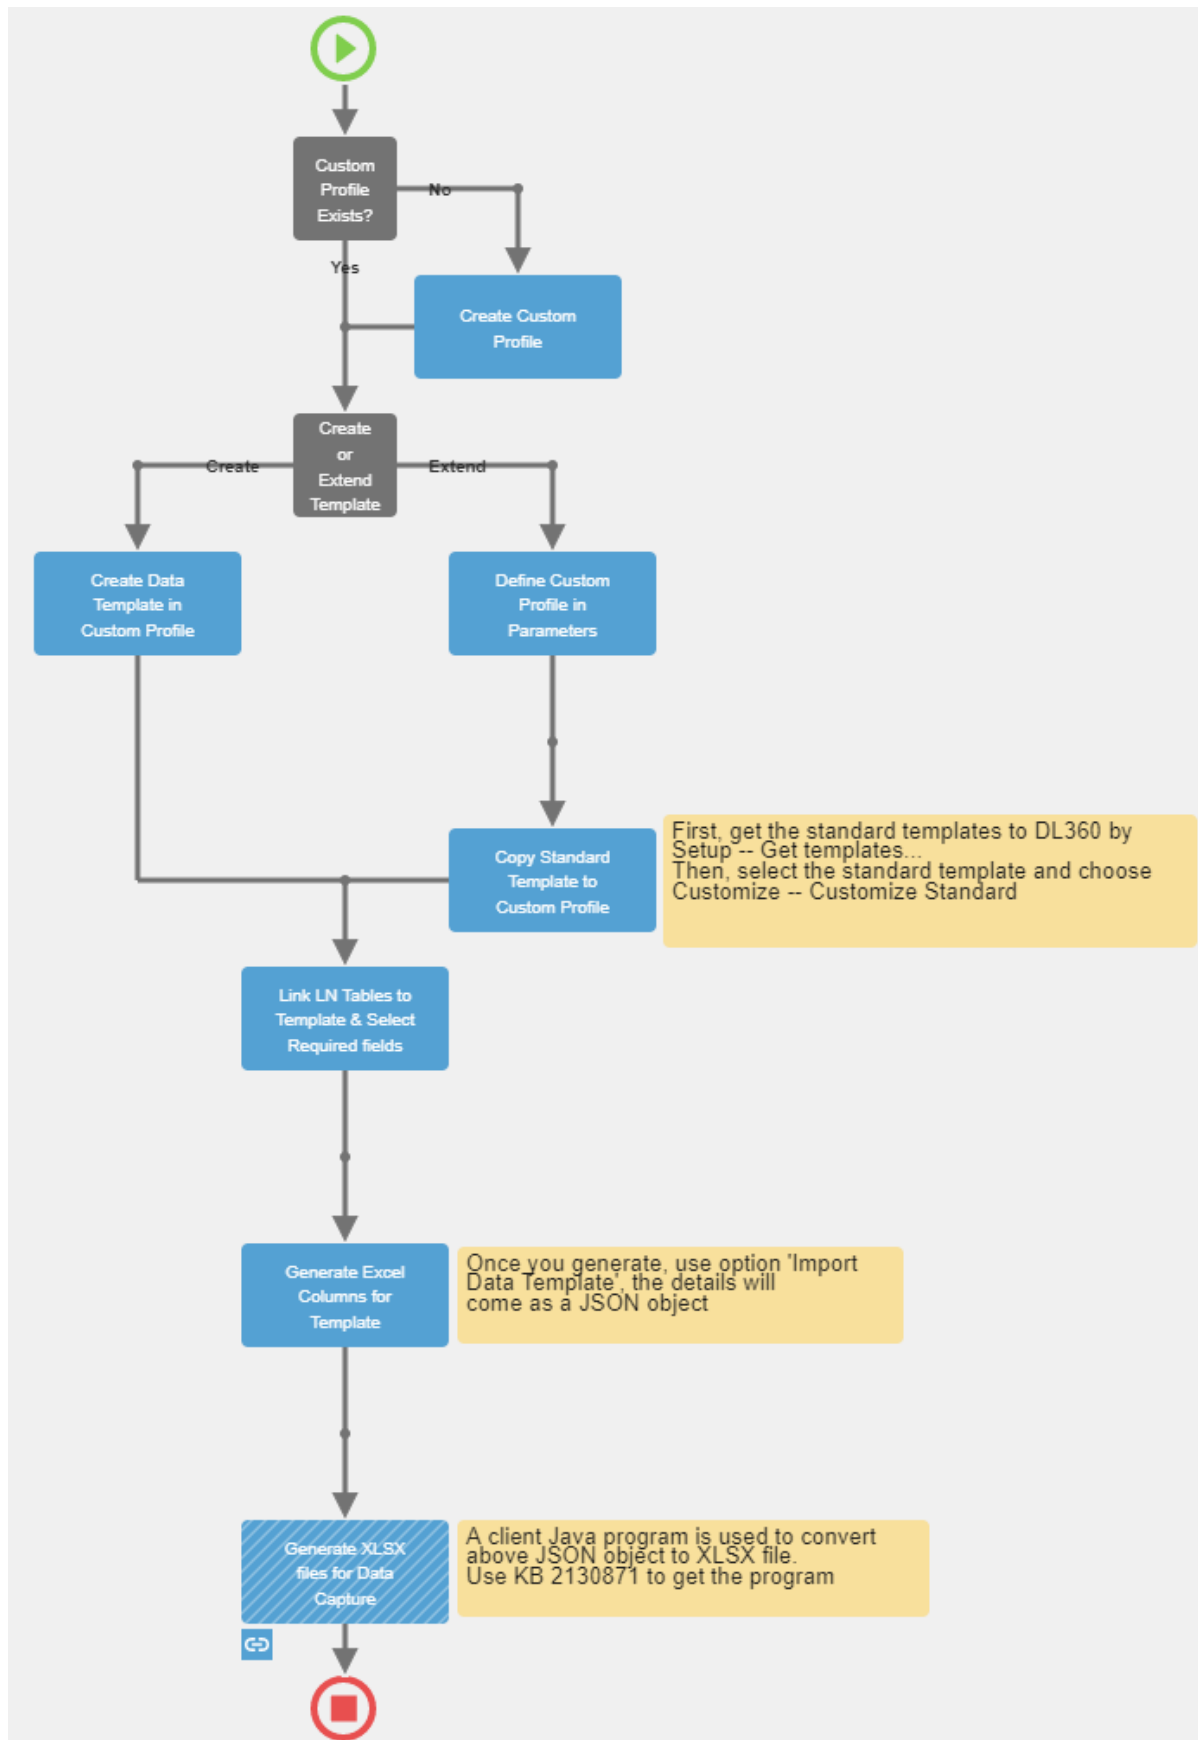 Custom
Profile
Exists?
No
Yes
Create Custom
Profile
Create
or
Extend
Template
Create
Extend
Create Data
Template in
Custom Profile
Define Custom
Profile in
Parameters
Copy Standard
Template to
Custom Profile
First, get the standard templates to DL360 by
Setup -- Get templates...
Then, select the standard template and choose
Customize -- Customize Standard
Link LN Tables to
Template & Select
Required fields
Generate Excel
Columns for
Template
Once you generate, use option 'Import
Data Template', the details will
come as a JSON object
Generate XLSX
files for Data
Capture
A client Java program is used to convert
above JSON object to XLSX file.
Use KB 2130871 to get the program